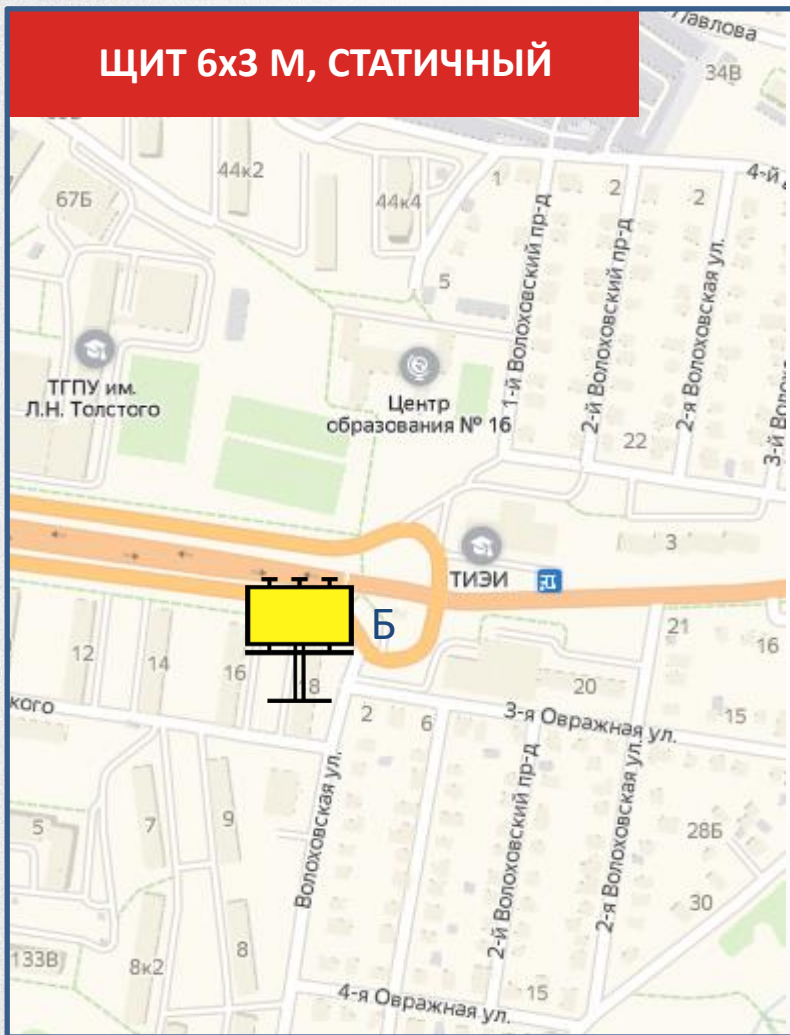 ЩИТ 6х3 М, СТАТИЧНЫЙ
Павлова
34В
44к2
67Б
44к4
1
2
2
4-й
5
1-й Волоховский пр-д
2-й Волоховский пр-д
2-я Волоховская ул.
3-й Волохо
ТГПУ им.
Л.Н. Толстого
Центр
образования № 16
22
3
ТИЭИ
Б
12
14
16
18
21
16
20
кого
2
6
3-я Овражная ул.
15
Волоховская ул.
2-й Волоховский пр-д
2-я Волоховская ул.
5
7
9
28Б
30
133В
8к2
8
4-я Овражная ул.
15